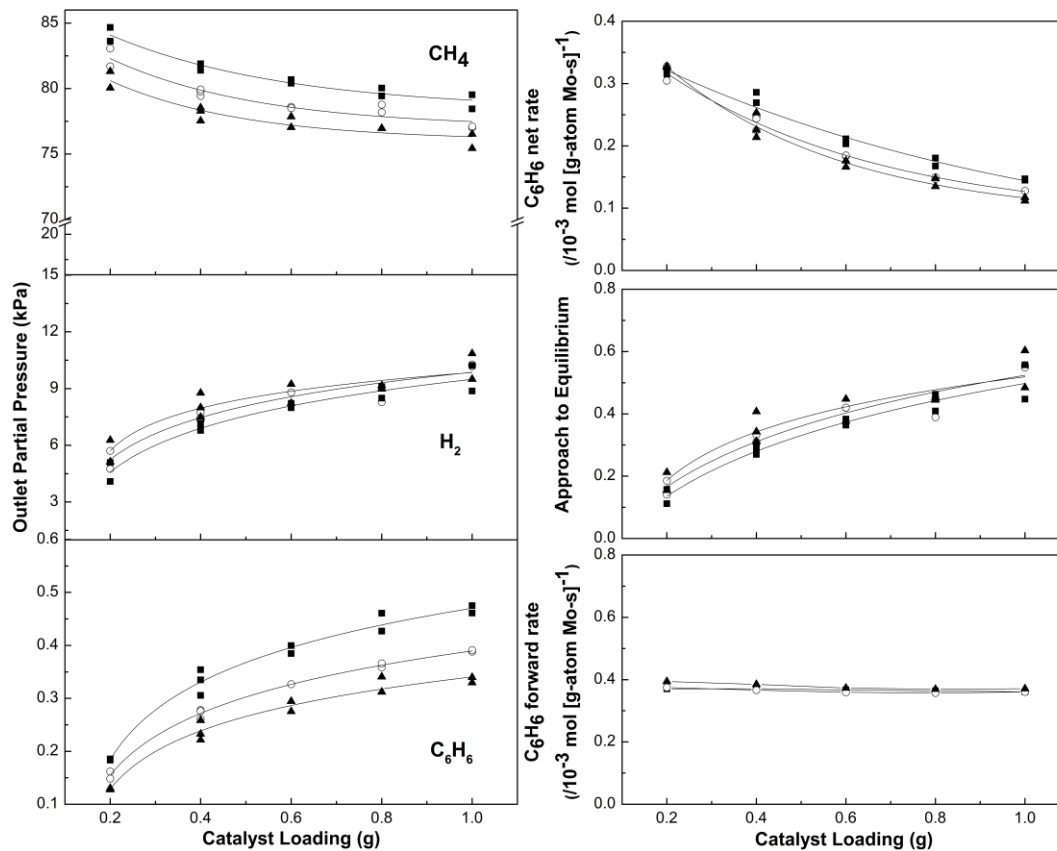 85
80
75
70
20
15
CH4
12
9
6
3
0.6
H2
0.5
0.4
0.3
0.2
0.1
C6H6
0.2 0.4 0.6 0.8 1.0
Catalyst Loading (g)
Outlet Partial Pressure (kPa)
0.4
0.3
0.2
0.1
0.0
C6H6 net rate
(/10-3 mol [g-atom Mo-s]-1
0.8
0.6
0.4
0.2
0.0
Approach to Equilibrium
0.8
0.6
0.4
0.2
0.0
C6H6 forward rate
(/10-3 mol [g-atom Mo-s]-1
0.2 0.4 0.6 0.8 1.0
Catalyst Loading (g)